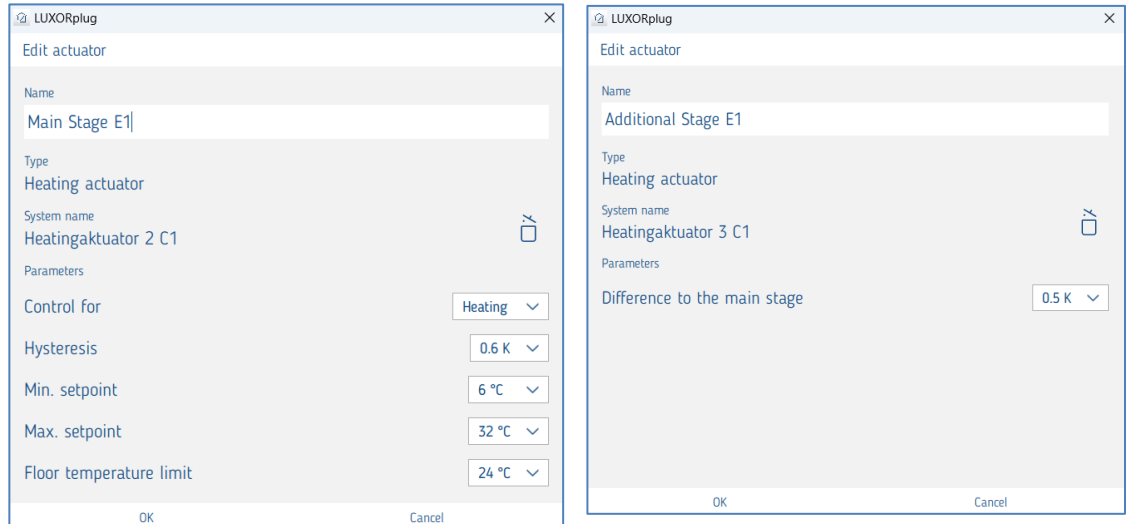 LUXORplug
Edit actuator
Name
Main Stage E1
Type
Heating actuator
System name
Heatingaktuator 2 C1
Parameters
Control for
Heating
Hysteresis
0.6 K
Min. setpoint
6 °C
Max. setpoint
32 °C
Floor temperature limit
24 °C
OK
Cancel
LUXORplug
Edit actuator
Name
Additional Stage E1
Type
Heating actuator
System name
Heatingaktuator 3 C1
Parameters
Difference to the main stage
0.5 K
OK
Cancel